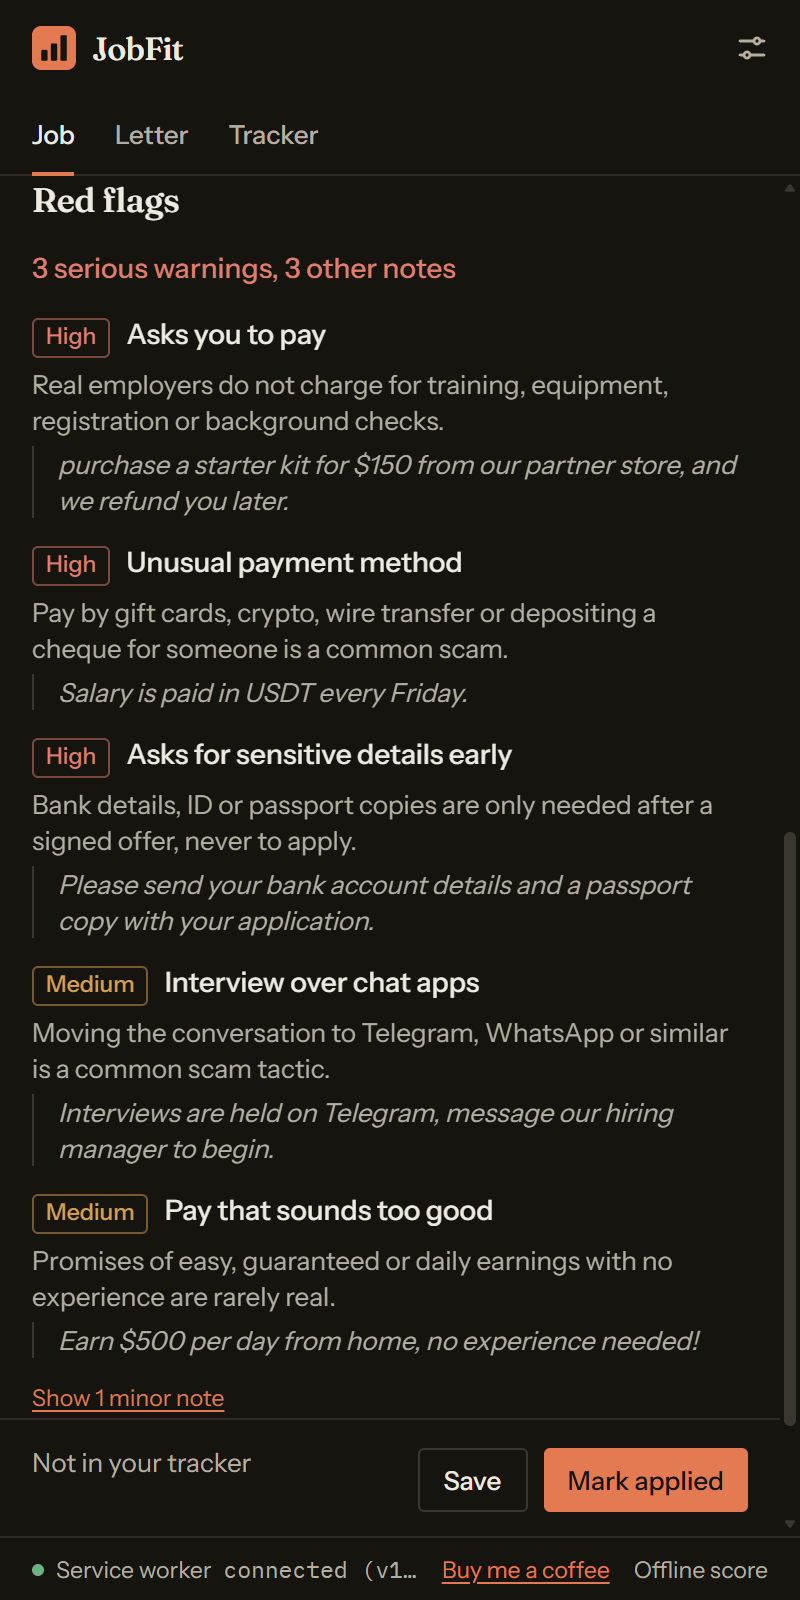 JobFit
Job Letter Tracker
Red flags
3 serious warnings, 3 other notes
High Asks you to pay
Real employers do not charge for training, equipment,
registration or background checks.
purchase a starter kit for $150 from our partner store, and
we refund you later.
High Unusual payment method
Pay by gift cards, crypto, wire transfer or depositing a
cheque for someone is a common scam.
Salary is paid in USDT every Friday.
High Asks for sensitive details early
Bank details, ID or passport copies are only needed after a
signed offer, never to apply.
Please send your bank account details and a passport
copy with your application.
Medium Interview over chat apps
Moving the conversation to Telegram, WhatsApp or similar
is a common scam tactic.
Interviews are held on Telegram, message our hiring
manager to begin.
Medium Pay that sounds too good
Promises of easy, guaranteed or daily earnings with no
experience are rarely real.
Earn $500 per day from home, no experience needed!
Show 1 minor note
Not in your tracker Save Mark applied
Service worker connected (v1… Buy me a coffee Offline score